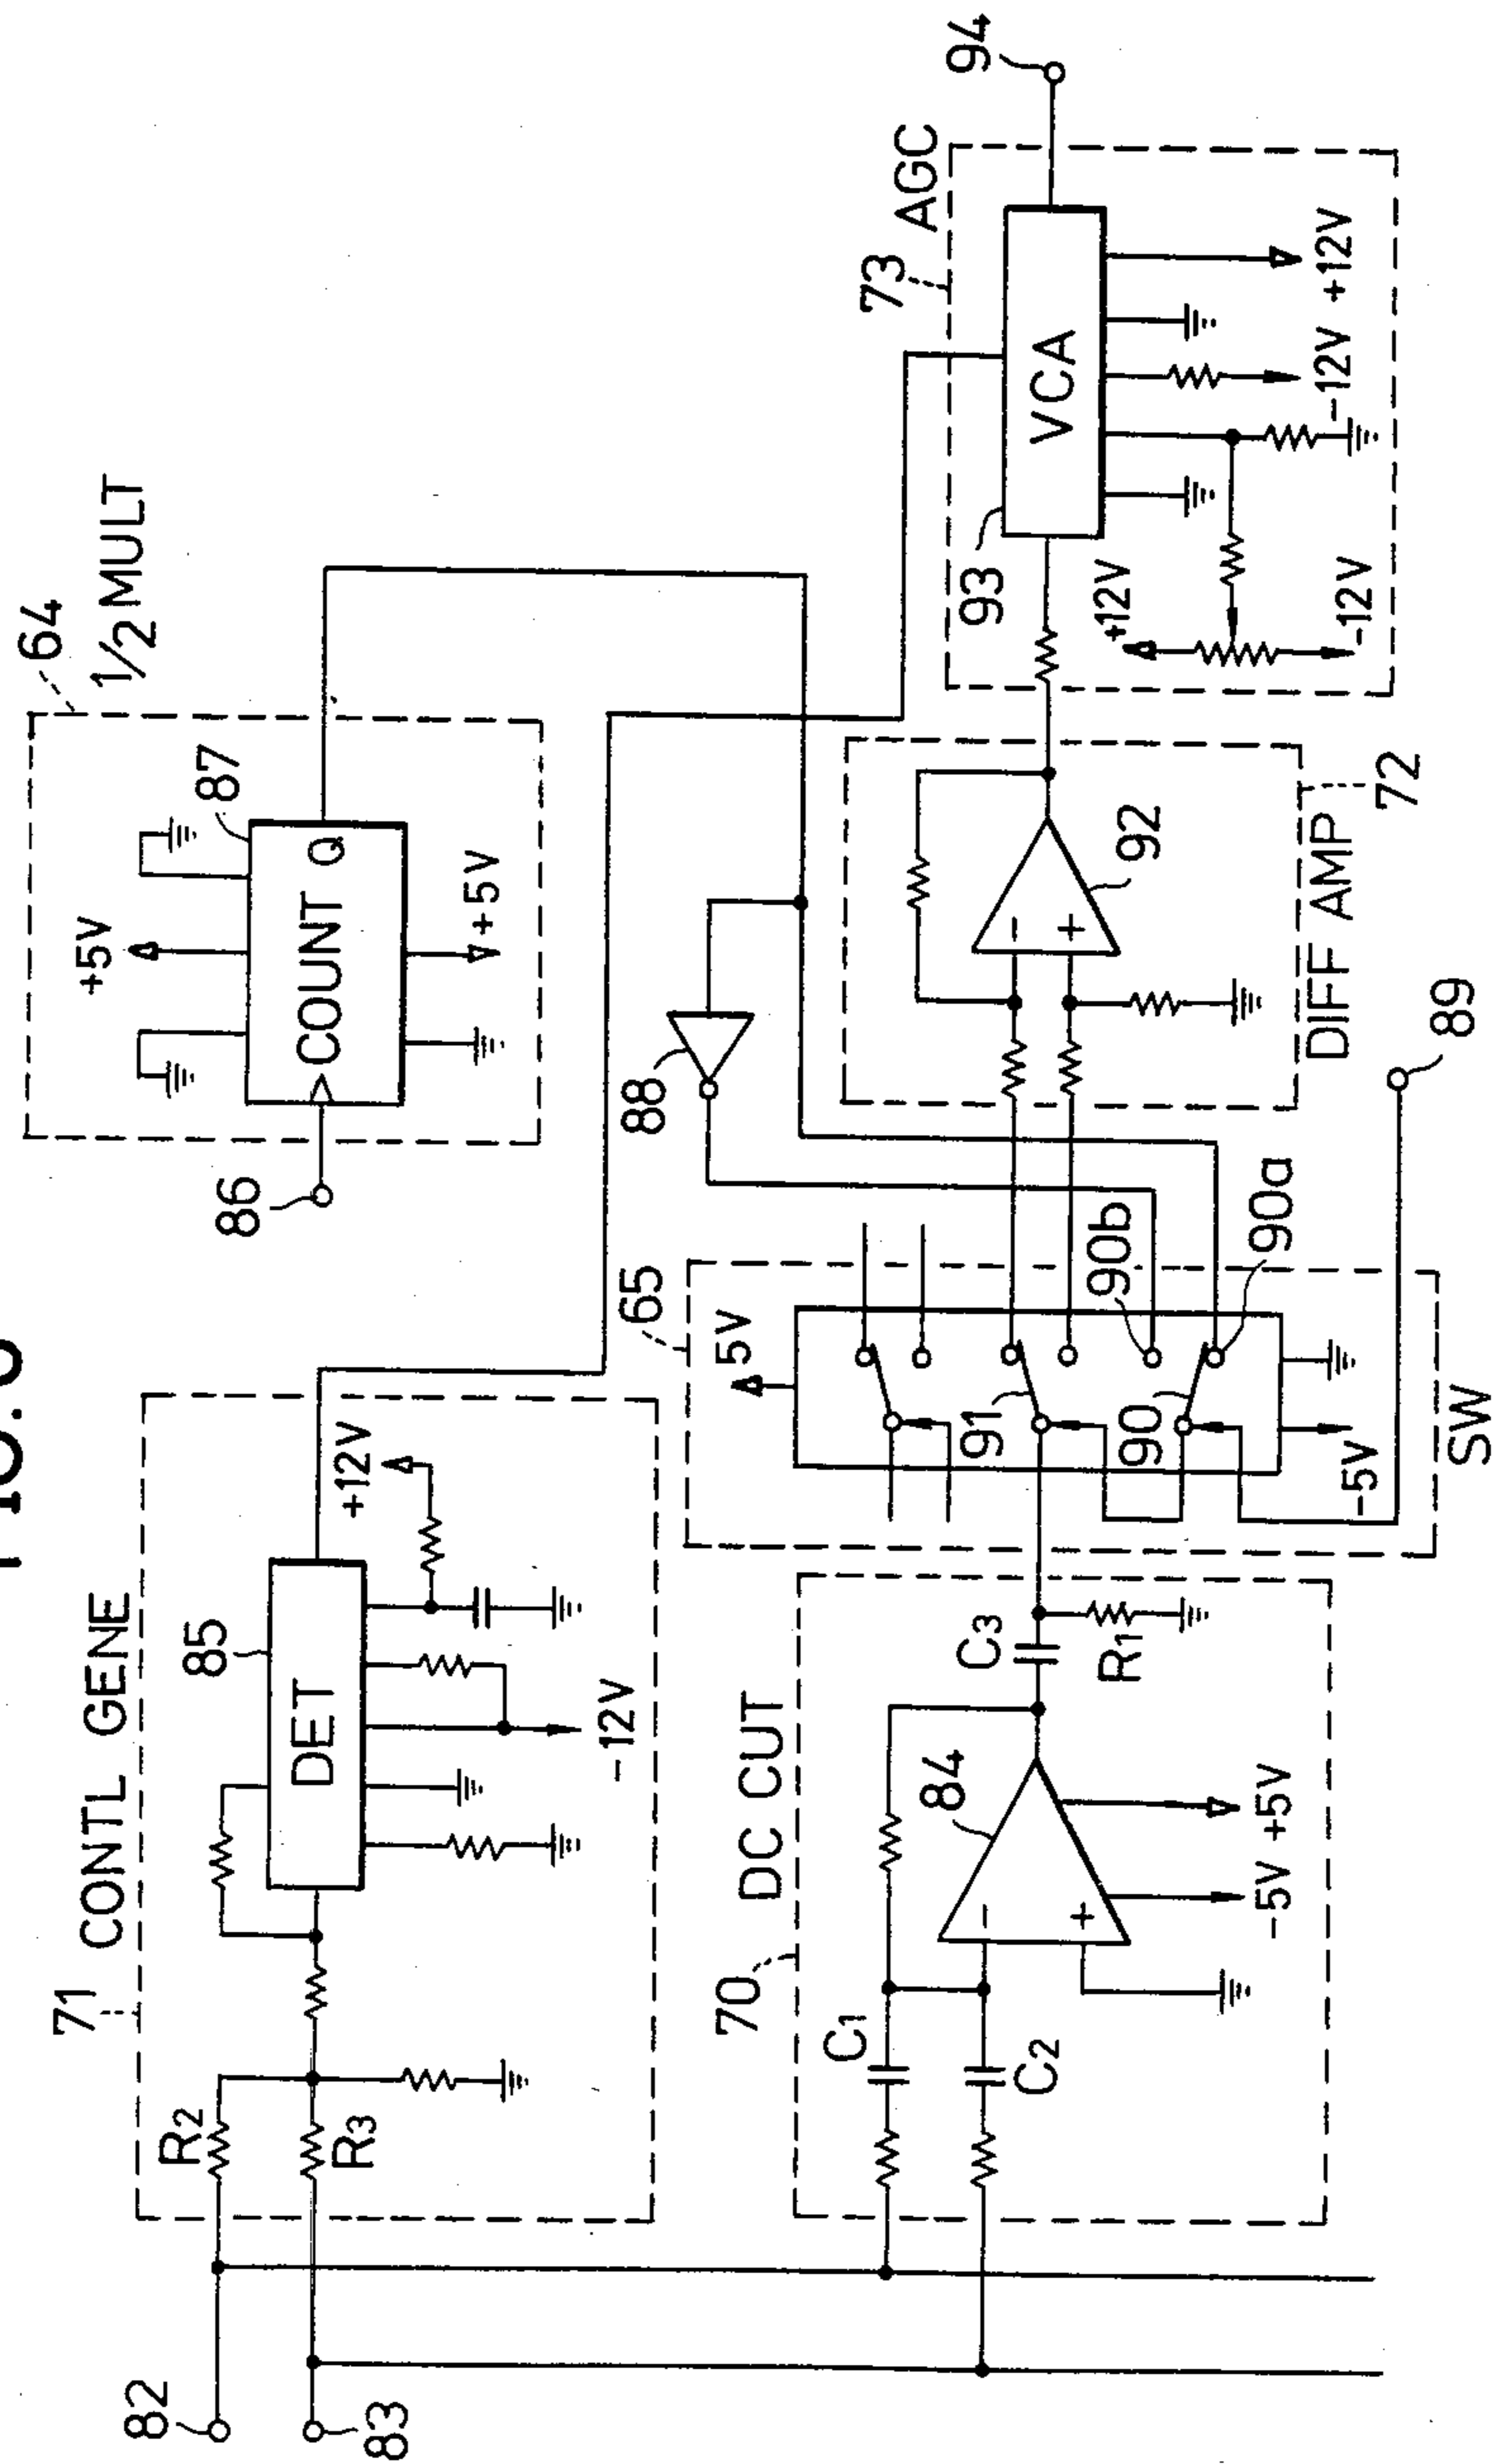 FIG.
71
CONTL GENE
64
1/2 MULT
82
83
R2
R3
85
DET
+12V
-12V
86
+5V
87
COUNT Q
+5V
88
70
DC CUT
C1
C2
84
-
+
-5V +5V
C3
R1
65
5V
91
90
90b
90a
-5V
SW
89
-
+
92
DIFF AMP
72
73
AGC
93
VCA
+12V
-12V
-12V +12V
94